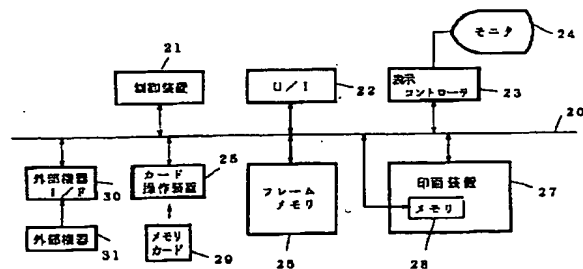 モニタ
24
21
制御装置
U/I
22
表示
コントローラ
23
20
外部機器
I/F
30
カード
操作装置
25
フレーム
メモリ
印画装置
メモリ
27
28
外部機器
31
メモリ
カード
29